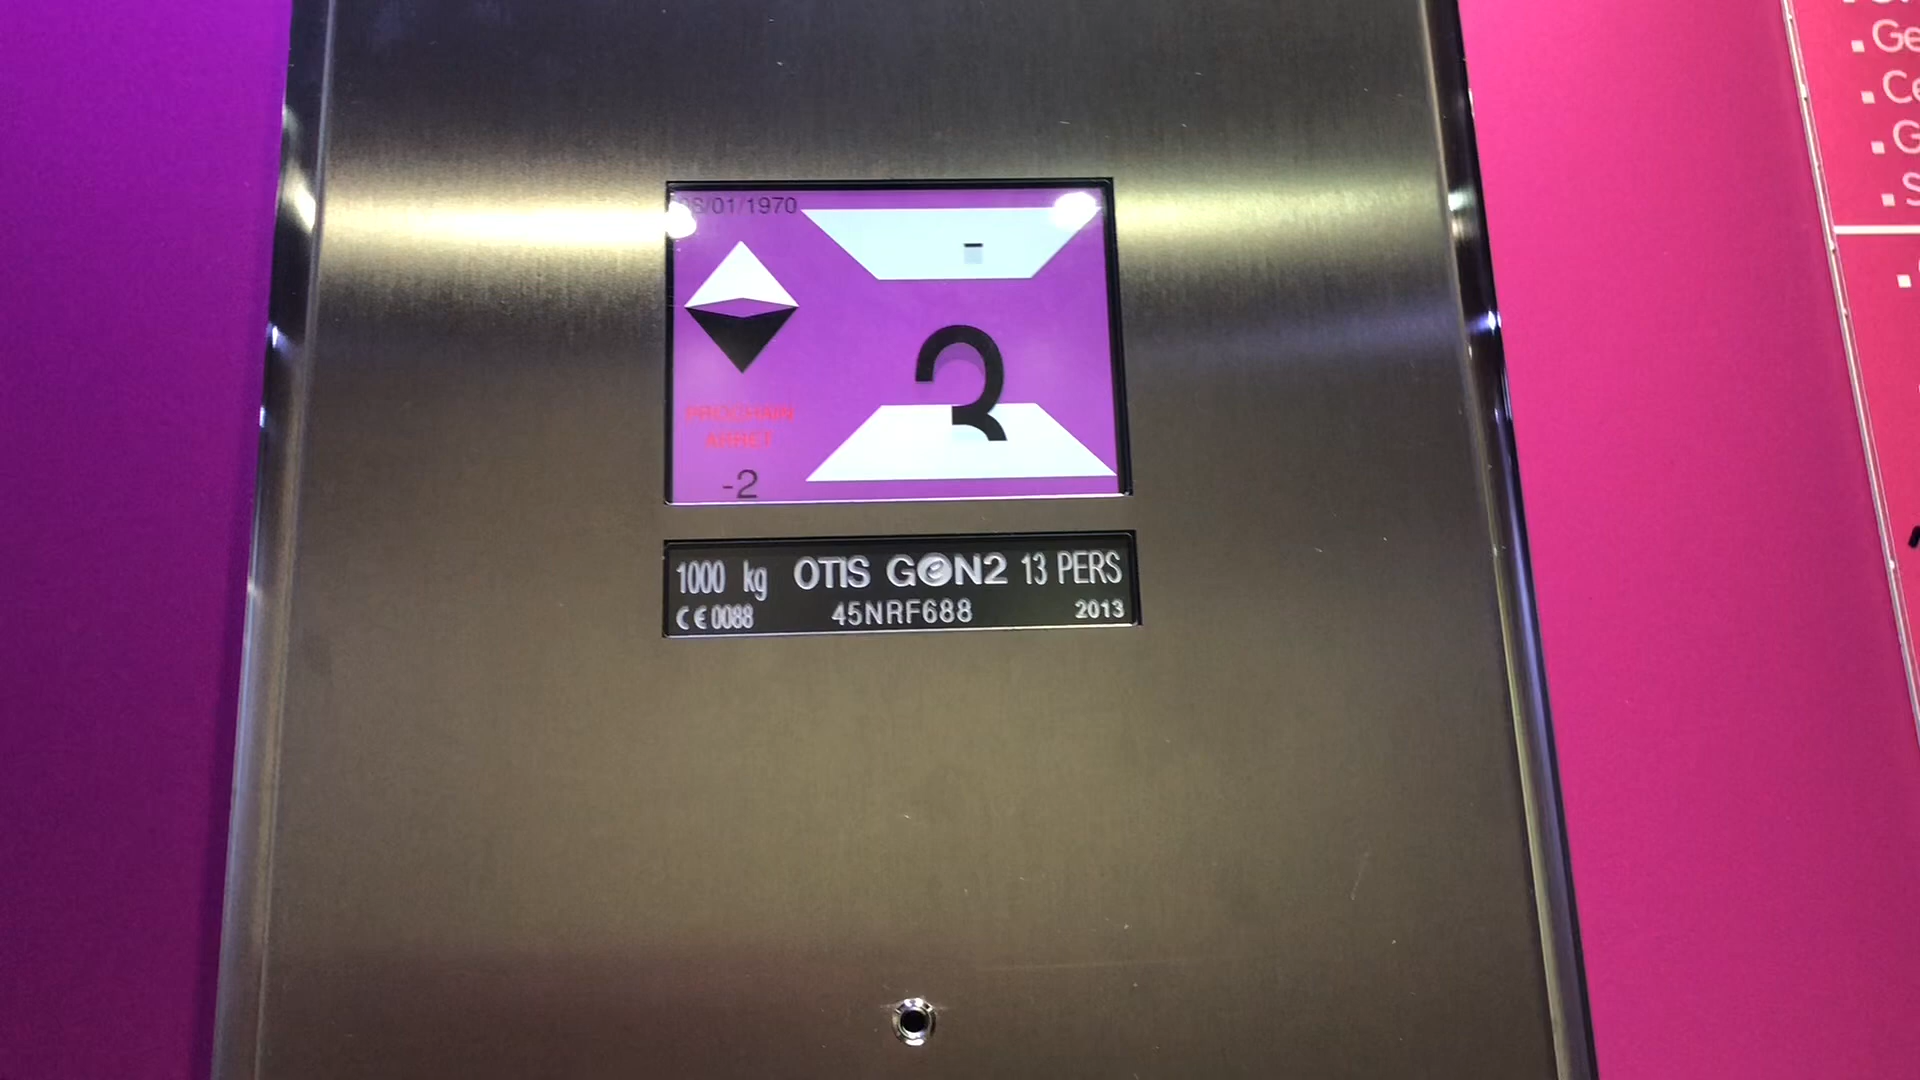 /01/1970
PROCHAIN
ARRET
-2
1000 kg OTIS GeN2 13 PERS
CE 0088 45NRF688 2013